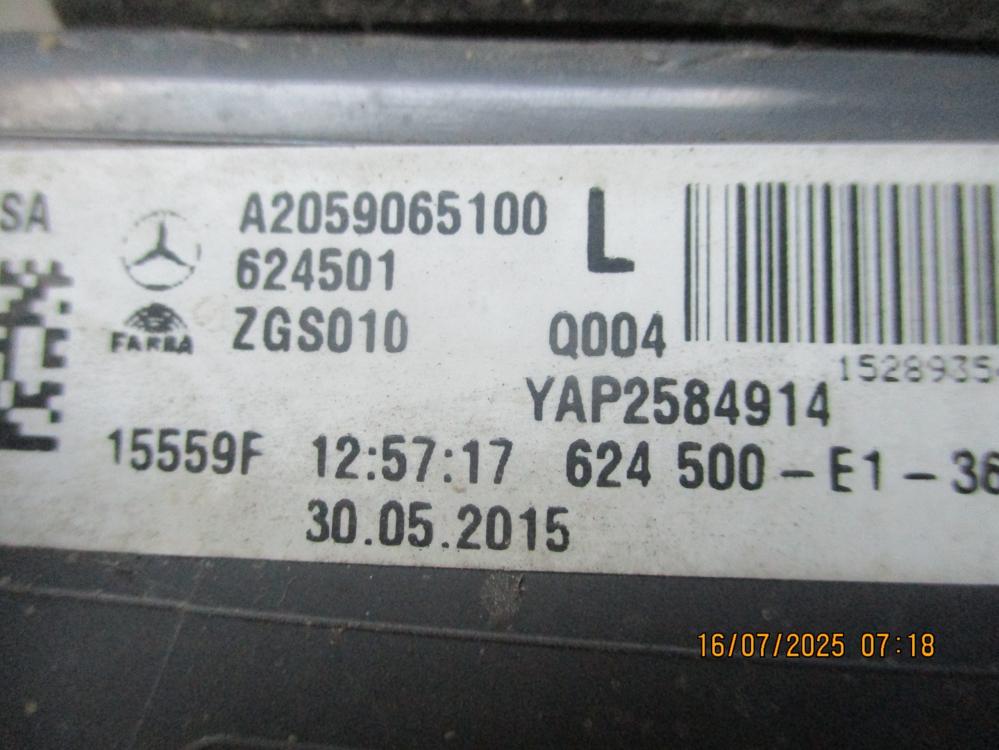 SA
A2059065100 L
624501
FARBA ZGS010 Q004
YAP2584914
15559F 12:57:17 624 500-E1-36
30.05.2015
16/07/2025 07:18